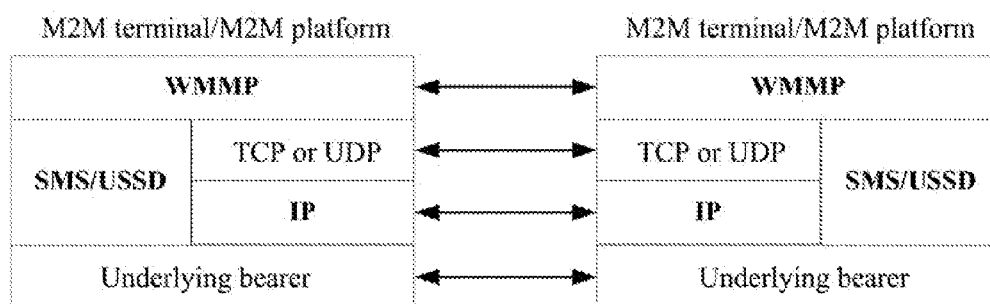 M2M terminal/M2M platform
M2M terminal/M2M platform
WMMP
WMMP
SMS/USSD
TCP or UDP
IP
TCP or UDP
IP
SMS/USSD
Underlying bearer
Underlying bearer